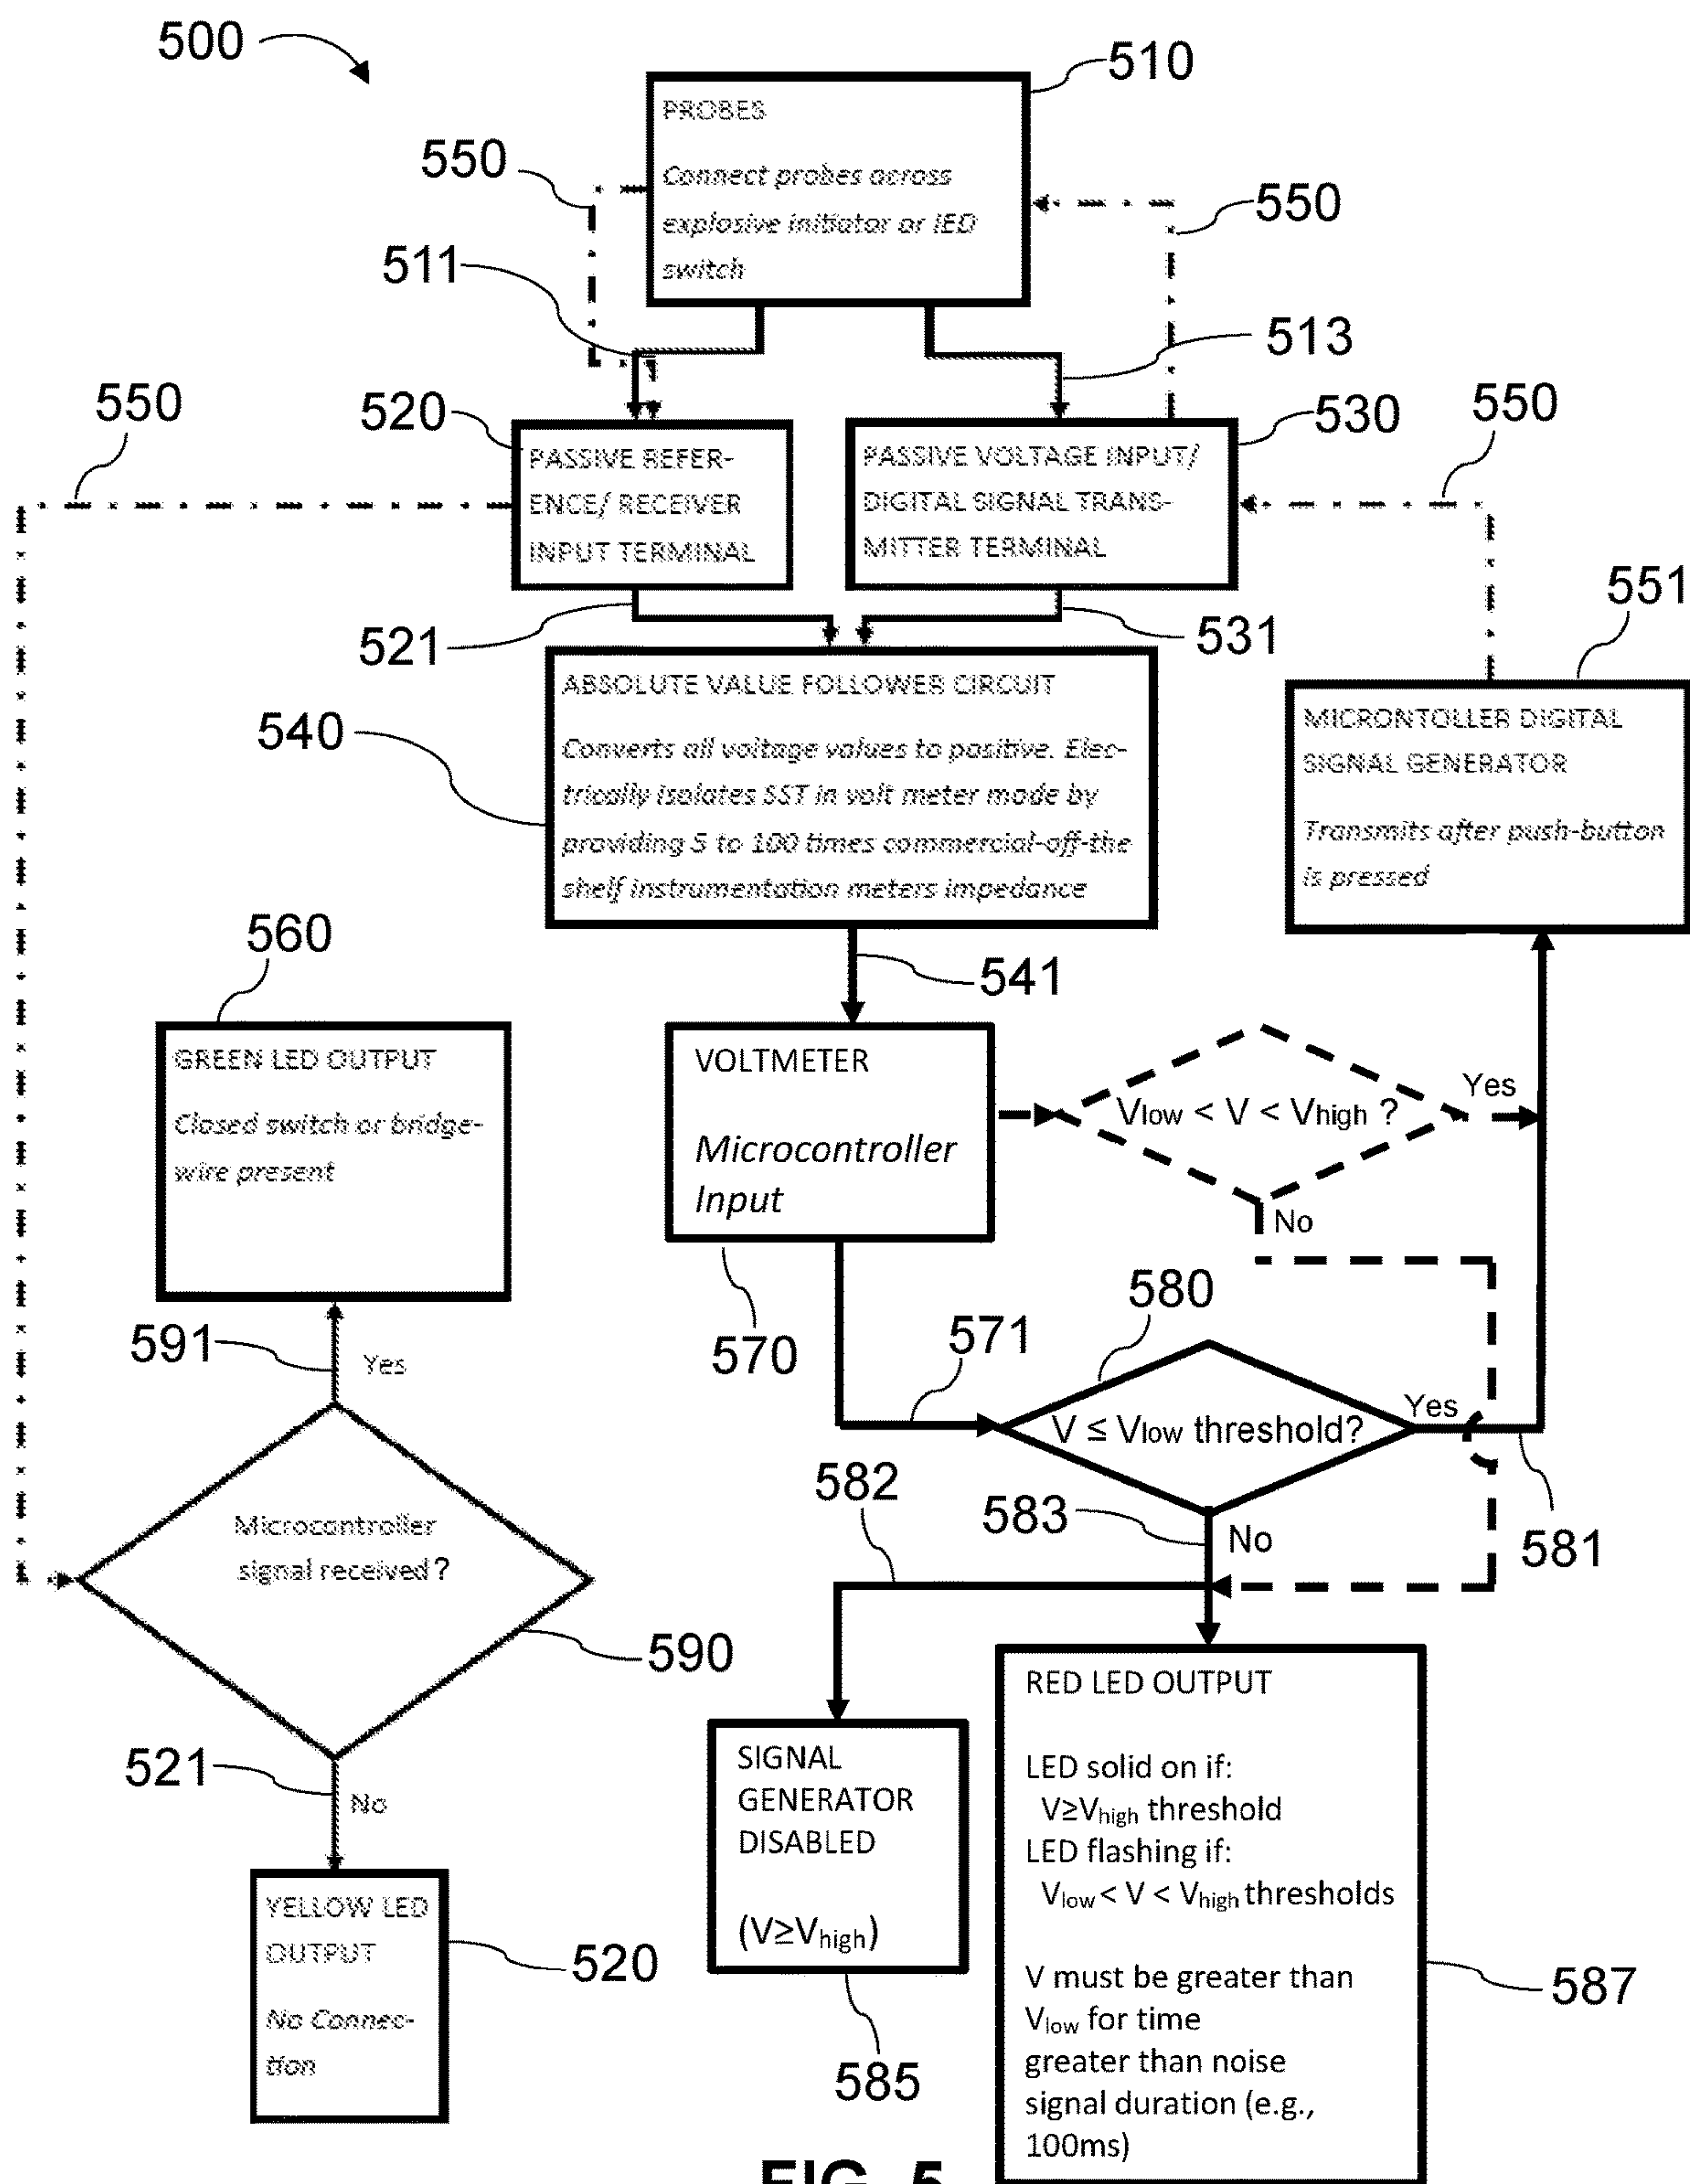 500
510
PROBES
Connect probes across
explosive initiator or IED
switch
550
550
511
513
550
520
530
550
PASSIVE REFER-
ENCE/ RECEIVER
INPUT TERMINAL
PASSIVE VOLTAGE INPUT/
DIGITAL SIGNAL TRANS-
MITTER TERMINAL
551
521
531
540
ABSOLUTE VALUE FOLLOWER CIRCUIT
Converts all voltage values to positive. Elec-
trically isolates SST in volt meter mode by
providing 5 to 100 times commercial-off-the
shelf instrumentation meters impedance
MICRONTOLLER DIGITAL
SIGNAL GENERATOR
Transmits after push-button
is pressed
560
541
GREEN LED OUTPUT
Closed switch or bridge-
wire present
VOLTMETER
Microcontroller
Input
Vlow < V < Vhigh ?
Yes
No
580
591
Yes
570
571
V ≤ Vlow threshold?
Yes
582
583
No
581
Microcontroller
signal received?
590
521
No
YELLOW LED
OUTPUT
No Connec-
tion
520
SIGNAL
GENERATOR
DISABLED
(V≥Vhigh)
585
RED LED OUTPUT
LED solid on if:
V≥Vhigh threshold
LED flashing if:
Vlow < V < Vhigh thresholds
V must be greater than
Vlow for time
greater than noise
signal duration (e.g.,
100ms)
587
FIG. 5